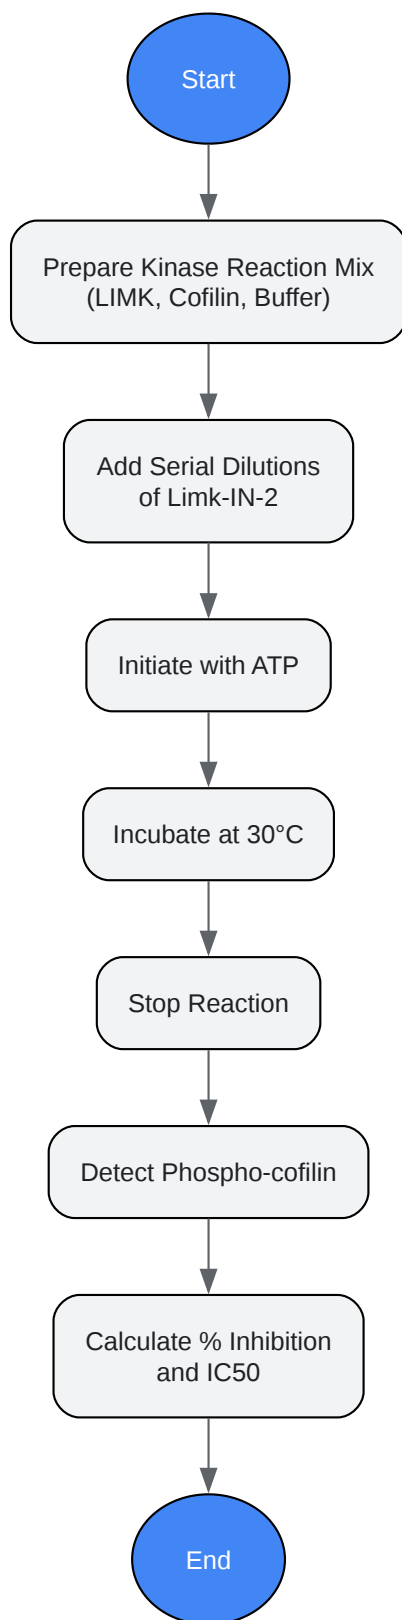 Start
Prepare Kinase Reaction Mix
(LIMK, Cofilin, Buffer)
Add Serial Dilutions
of Limk-IN-2
Initiate with ATP
Incubate at 30°C
Stop Reaction
Detect Phospho-cofilin
Calculate % Inhibition
and IC50
End